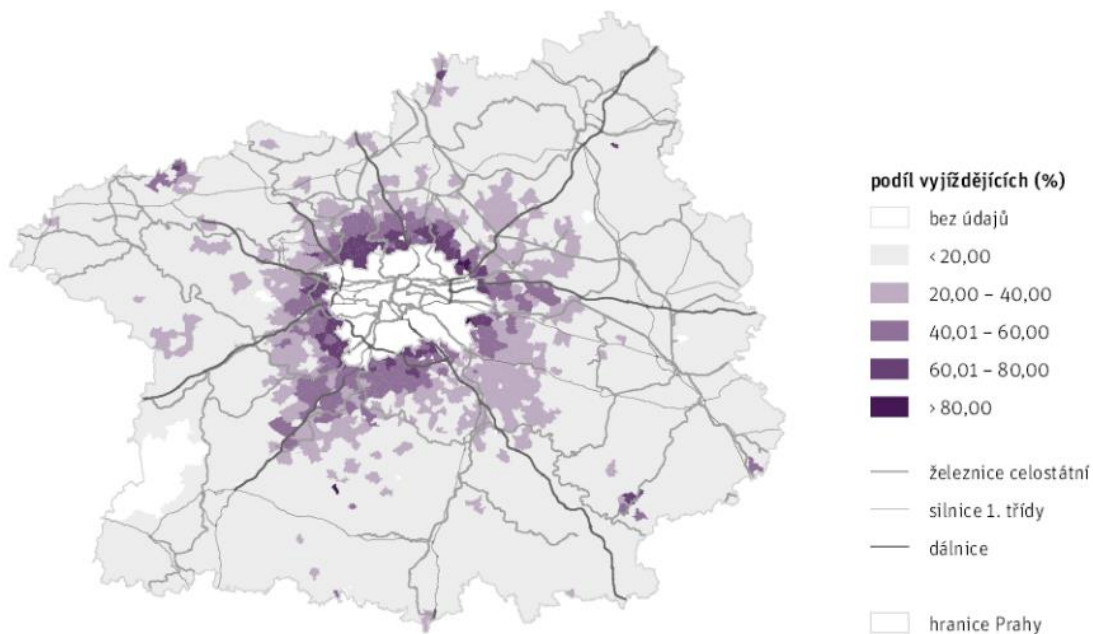 podíl vyjíždějících (%)
bez údajů
< 20,00
20,00 – 40,00
40,01 – 60,00
60,01 – 80,00
> 80,00
železnice celostátní
silnice 1. třídy
dálnice
hranice Prahy